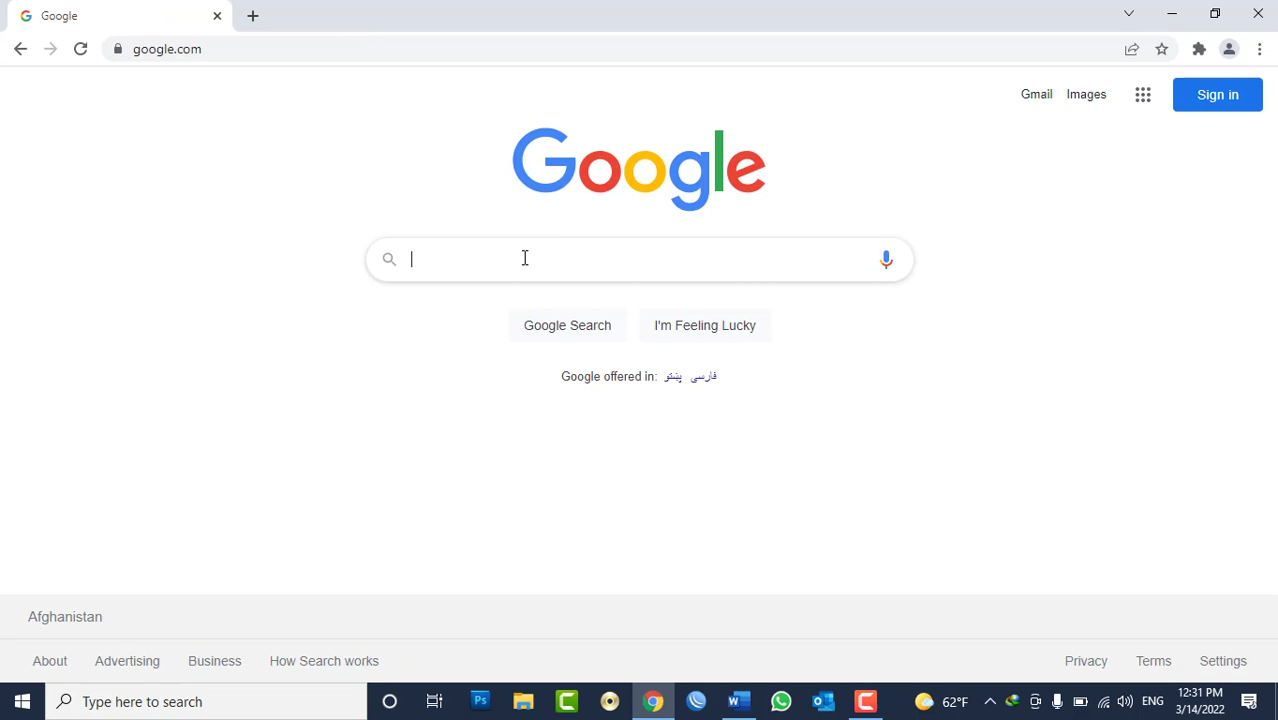 Google
google.com
Gmail Images Sign in
Google
Google Search I'm Feeling Lucky
Google offered in: فارسی پښتو
Afghanistan
About Advertising Business How Search works Privacy Terms Settings
Type here to search Ps W 62°F ENG 12:31 PM
3/14/2022